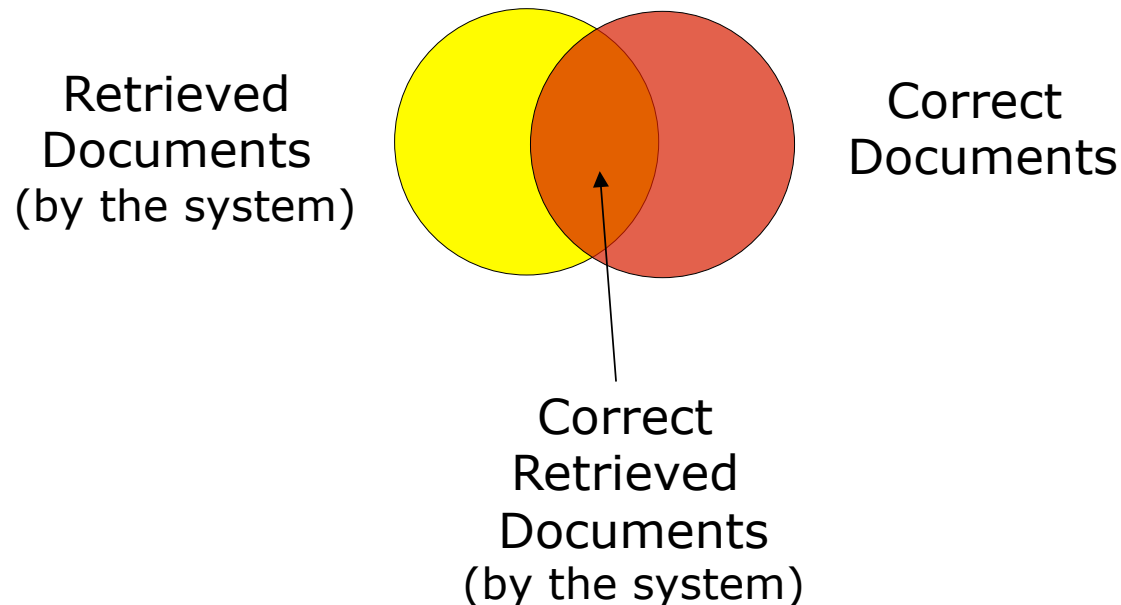 Retrieved
Documents
(by the system)
Correct
Documents
Correct
Retrieved
Documents
(by the system)